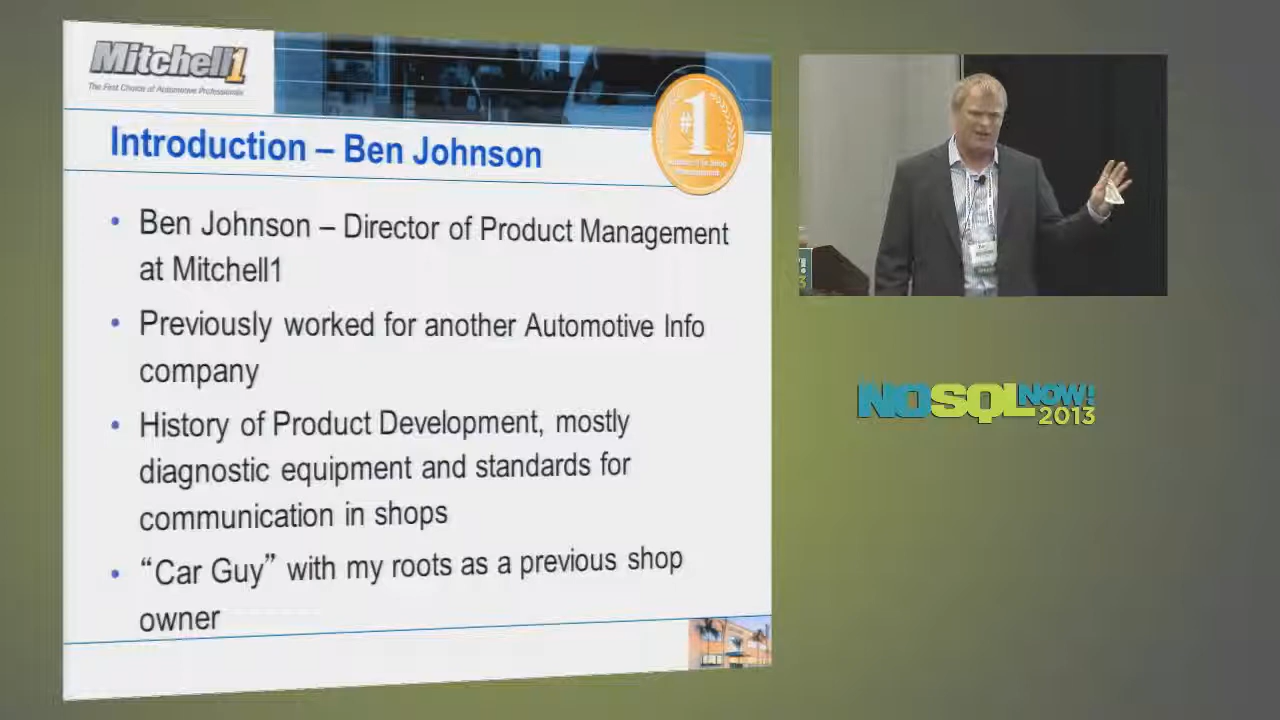 Mitchell1
The First Choice of Automotive Professionals
#1
Introduction – Ben Johnson
• Ben Johnson – Director of Product Management
at Mitchell1
• Previously worked for another Automotive Info
company
• History of Product Development, mostly
diagnostic equipment and standards for
communication in shops
• “Car Guy” with my roots as a previous shop
owner
NOSQLNOW!
2013